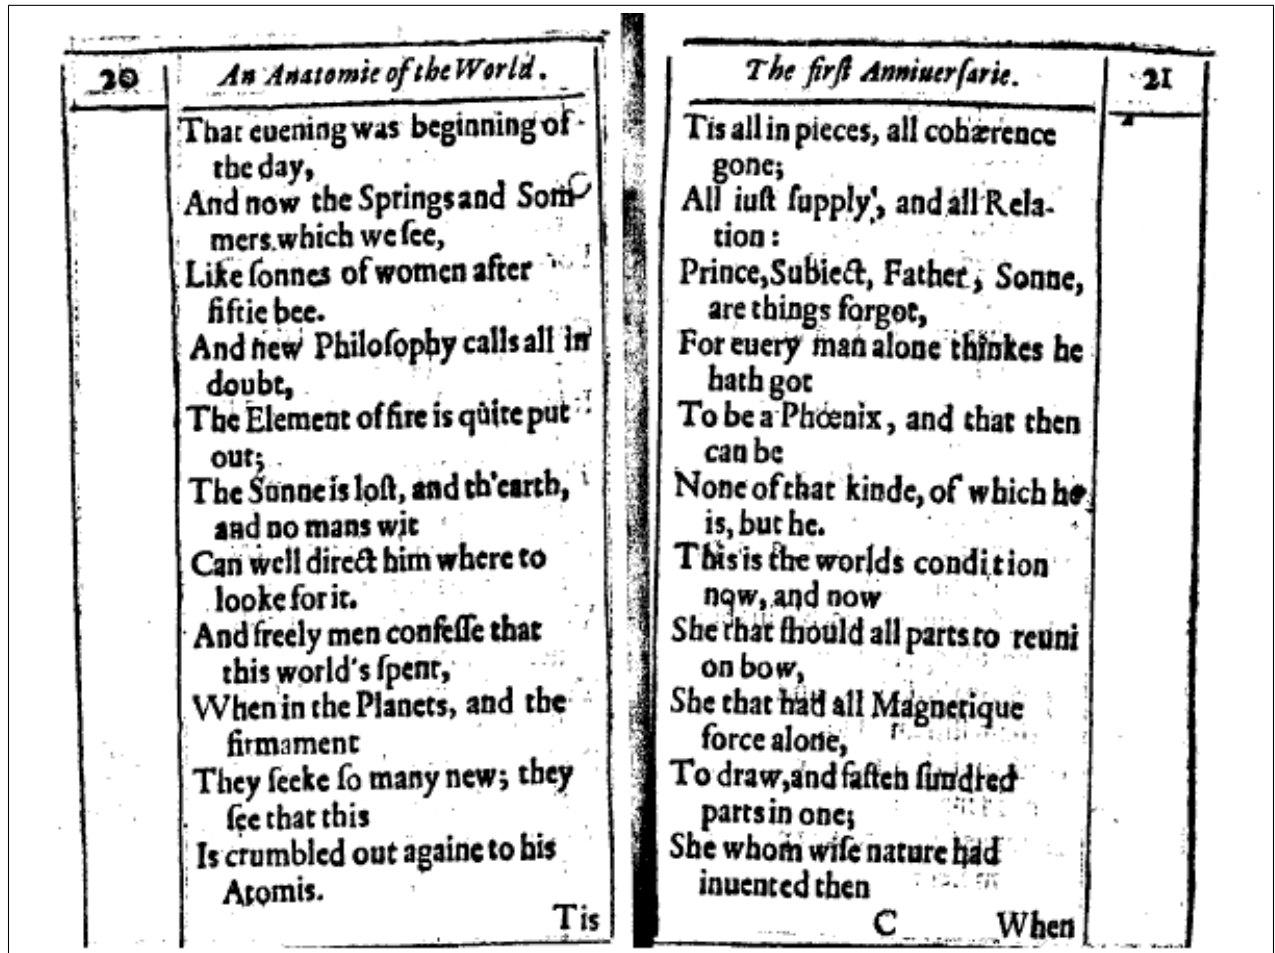 20
An Anatomie of the World.
That euening was beginning of
the day,
And now the Springs and Som
mers which we ſee,
Like ſonnes of women after
fiftie bee.
And new Philoſophy calls all in
doubt,
The Element of fire is quite put
out;
The Sunne is loſt, and th'earth,
and no mans wit
Can well direct him where to
looke for it.
And freely men confeſſe that
this world's ſpent,
When in the Planets, and the
firmament
They ſeeke ſo many new; they
ſee that this
Is crumbled out againe to his
Atomis.
Tis
The firſt Anniuerſarie.
21
Tis all in pieces, all cohærence
gone;
All iuſt ſupply, and all Rela-
tion:
Prince, Subiect, Father, Sonne,
are things forgot,
For euery man alone thinkes he
hath got
To be a Phœnix, and that then
can be
None of that kinde, of which he
is, but he.
This is the worlds condition
now, and now
She that ſhould all parts to reuni
on bow,
She that had all Magnetique
force alone,
To draw, and faſten ſundred
parts in one;
She whom wiſe nature had
inuented then
C When